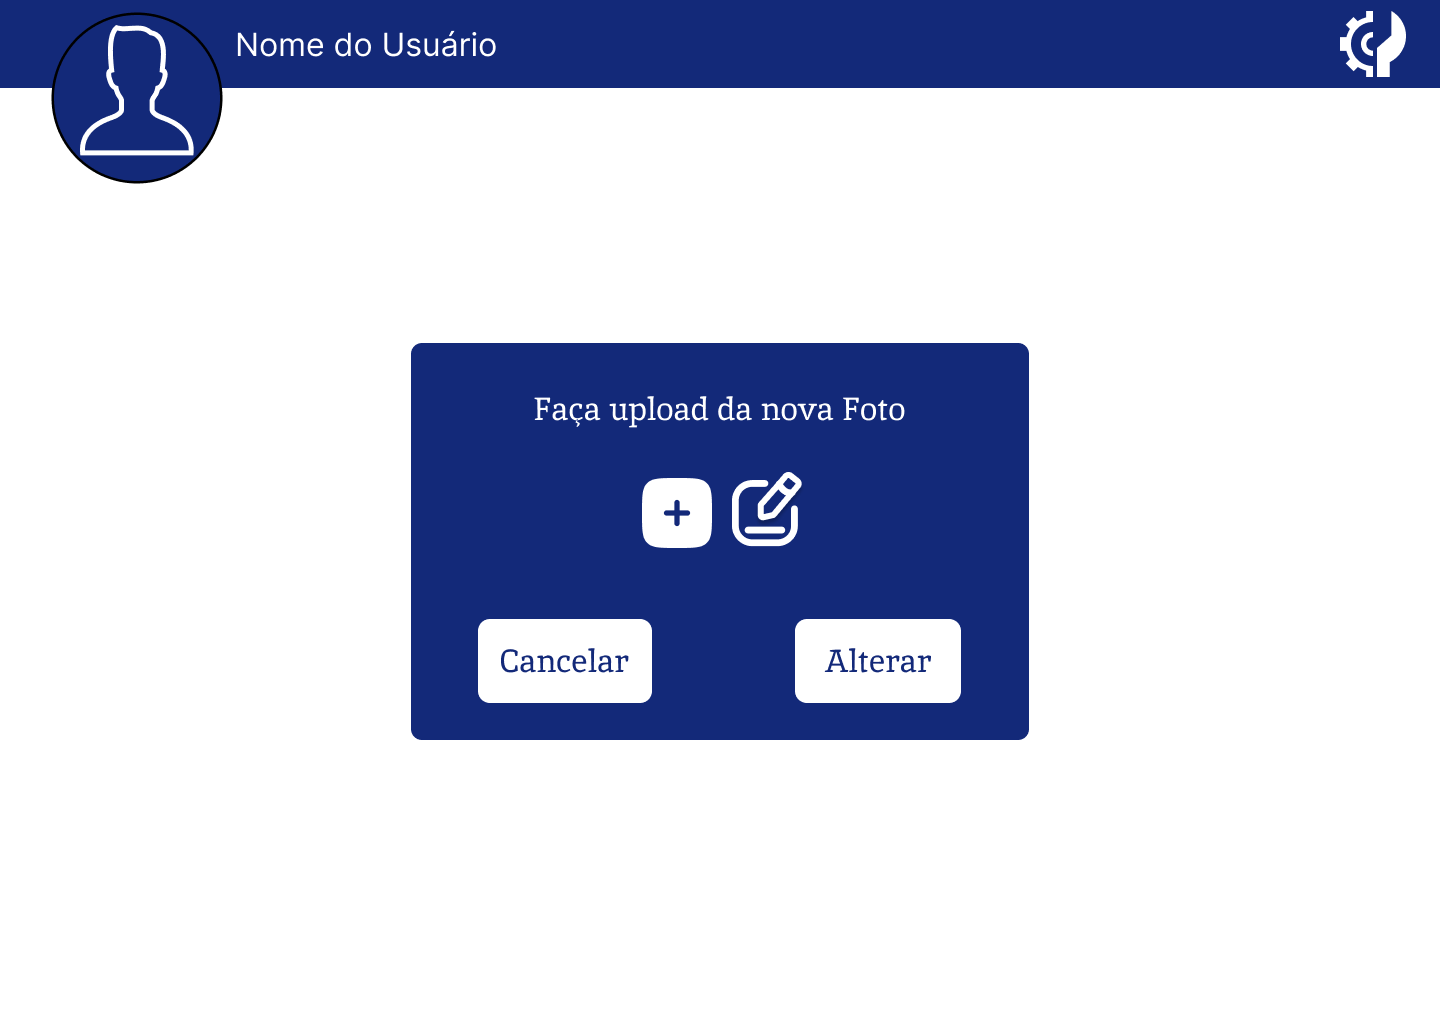 Nome do Usuário
Faça upload da nova Foto
Cancelar
Alterar